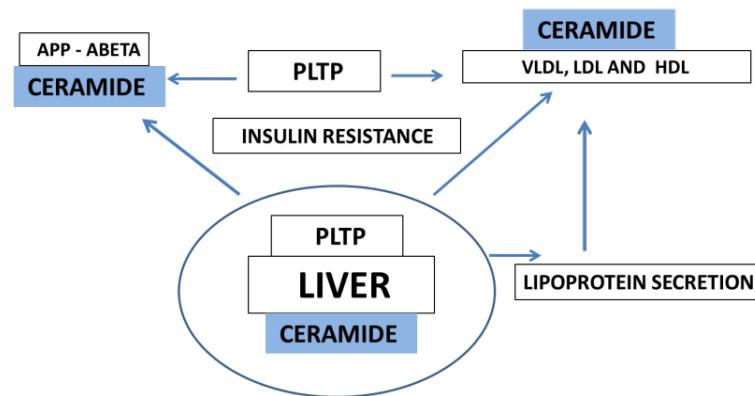 CERAMIDE
APP - ABETA
PLTP
VLDL, LDL AND HDL
CERAMIDE
INSULIN RESISTANCE
PLTP
LIVER
LIPOPROTEIN SECRETION
CERAMIDE